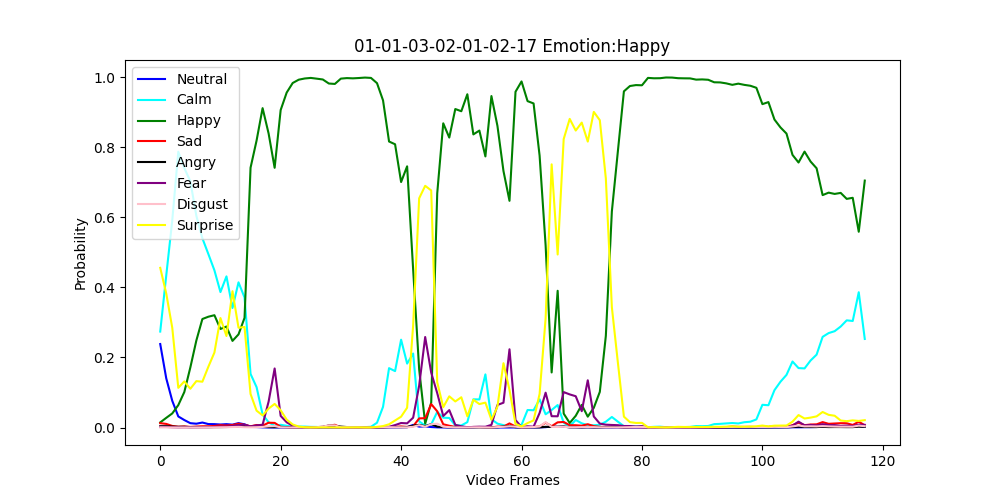 01-01-03-02-01-02-17 Emotion:Happy
1.0
0.8
0.6
0.4
0.2
0.0
Probability
Neutral
Calm
Happy
Sad
Angry
Fear
Disgust
Surprise
0 20 40 60 80 100 120
Video Frames